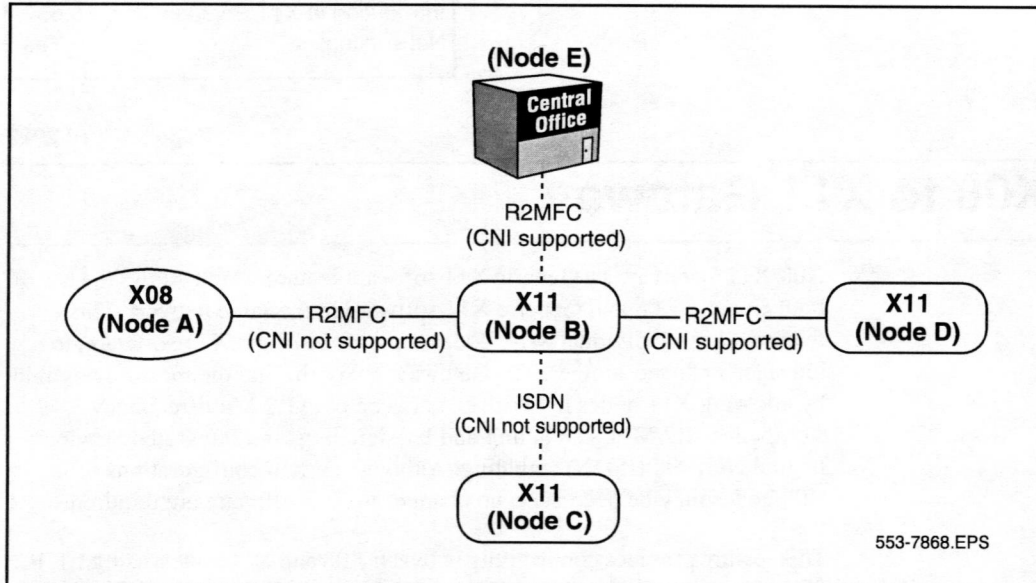 (Node E)
Central
Office
R2MFC
(CNI supported)
X08
(Node A)
R2MFC
(CNI not supported)
X11
(Node B)
R2MFC
(CNI supported)
X11
(Node D)
ISDN
(CNI not supported)
X11
(Node C)
553-7868.EPS